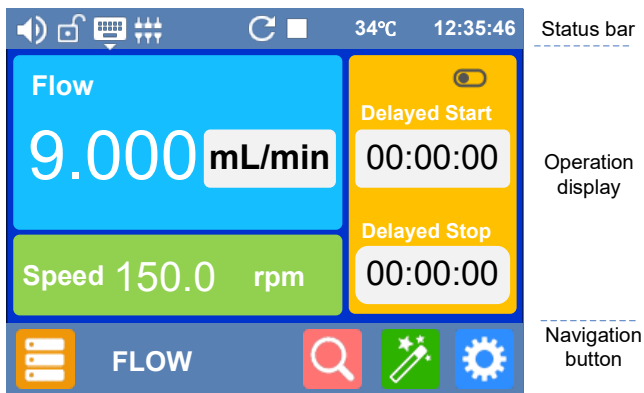 34℃ 12:35:46 Status bar
Flow
9.000 mL/min
Delayed Start
00:00:00
Operation
display
Delayed Stop
00:00:00
Speed 150.0 rpm
FLOW
Navigation
button